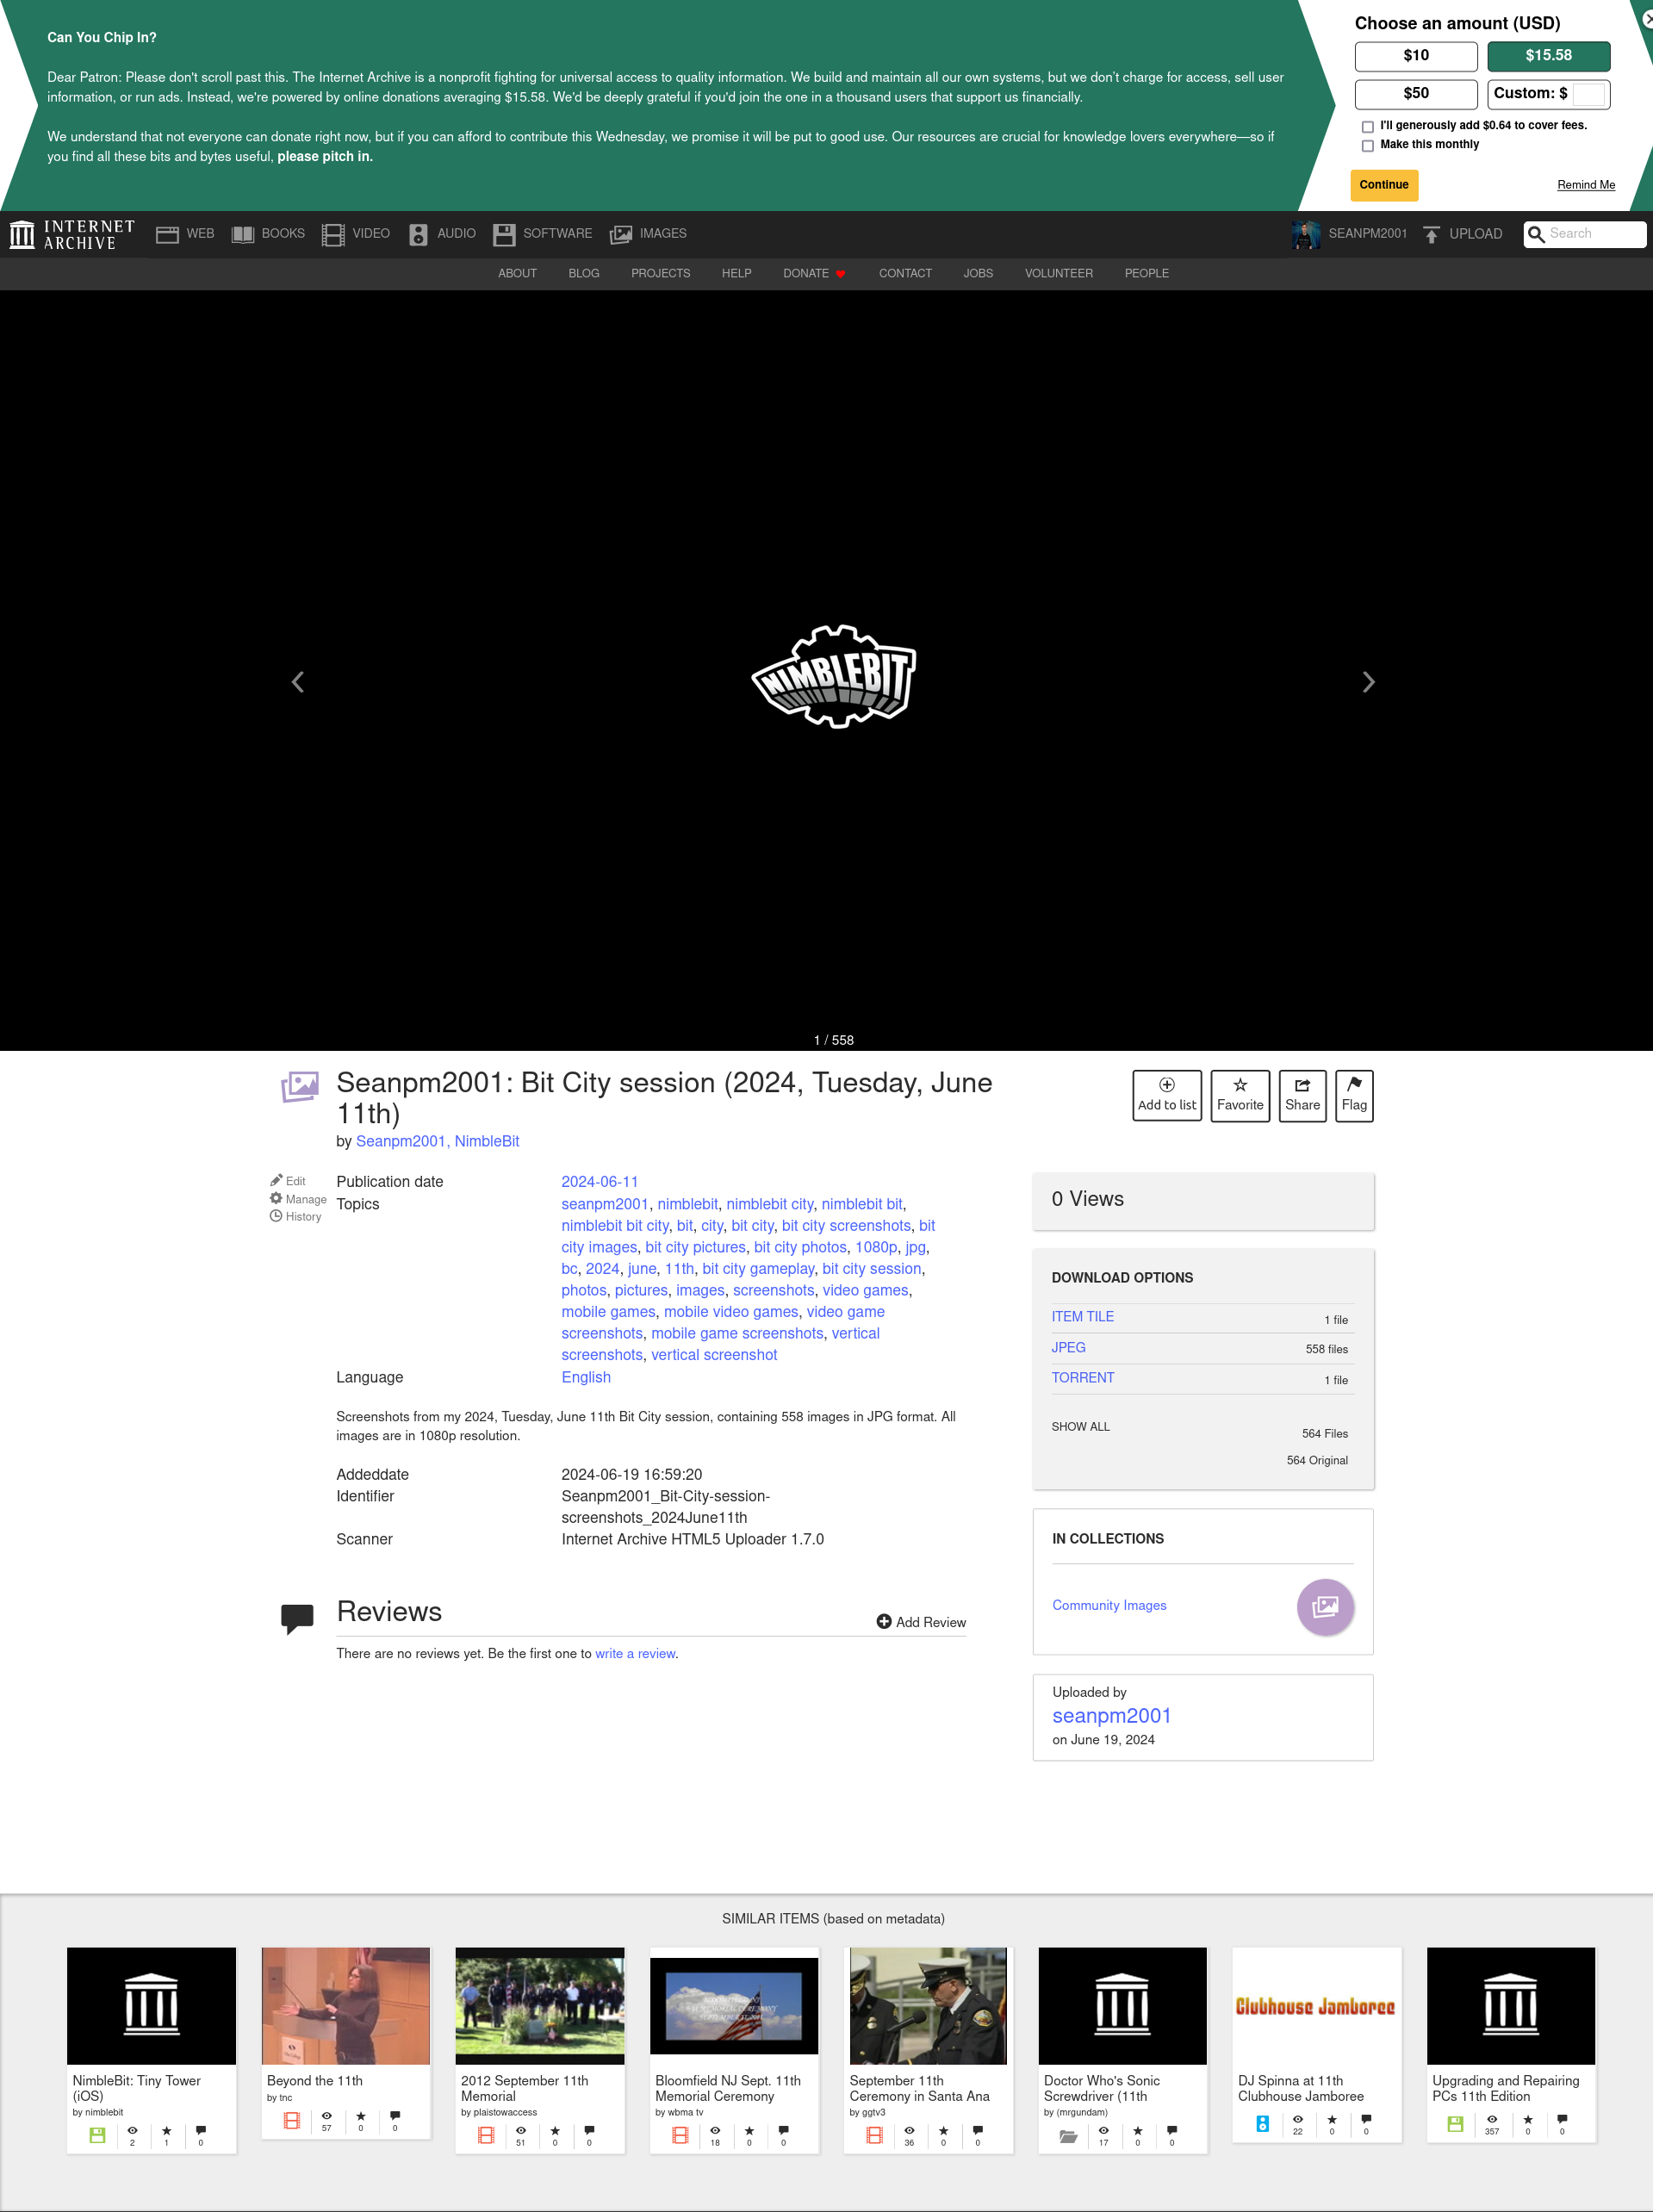 Can You Chip In?
Dear Patron: Please don't scroll past this. The Internet Archive is a nonprofit fighting for universal access to quality information. We build and maintain all our own systems, but we don't charge for access, sell user
information, or run ads. Instead, we're powered by online donations averaging $15.58. We'd be deeply grateful if you'd join the one in a thousand users that support us financially.
We understand that not everyone can donate right now, but if you can afford to contribute this Wednesday, we promise it will be put to good use. Our resources are crucial for knowledge lovers everywhere—so if
you find all these bits and bytes useful, please pitch in.
Choose an amount (USD)
$10 $15.58
$50 Custom: $
I'll generously add $0.64 to cover fees.
Make this monthly
Continue Remind Me
INTERNET ARCHIVE WEB BOOKS VIDEO AUDIO SOFTWARE IMAGES SEANPM2001 UPLOAD Search
ABOUT BLOG PROJECTS HELP DONATE CONTACT JOBS VOLUNTEER PEOPLE
NIMBLEBIT
1 / 558
Seanpm2001: Bit City session (2024, Tuesday, June
11th)
by Seanpm2001, NimbleBit
Add to list Favorite Share Flag
Edit
Manage
History
Publication date 2024-06-11
Topics seanpm2001, nimblebit, nimblebit city, nimblebit bit,
nimblebit bit city, bit, city, bit city, bit city screenshots, bit
city images, bit city pictures, bit city photos, 1080p, jpg,
bc, 2024, june, 11th, bit city gameplay, bit city session,
photos, pictures, images, screenshots, video games,
mobile games, mobile video games, video game
screenshots, mobile game screenshots, vertical
screenshots, vertical screenshot
Language English
Screenshots from my 2024, Tuesday, June 11th Bit City session, containing 558 images in JPG format. All
images are in 1080p resolution.
Addeddate 2024-06-19 16:59:20
Identifier Seanpm2001_Bit-City-session-
screenshots_2024June11th
Scanner Internet Archive HTML5 Uploader 1.7.0
Reviews
Add Review
There are no reviews yet. Be the first one to write a review.
0 Views
DOWNLOAD OPTIONS
ITEM TILE 1 file
JPEG 558 files
TORRENT 1 file
SHOW ALL 564 Files
564 Original
IN COLLECTIONS
Community Images
Uploaded by
seanpm2001
on June 19, 2024
SIMILAR ITEMS (based on metadata)
NimbleBit: Tiny Tower
(iOS)
by nimblebit
2 1 0
Beyond the 11th
by tnc
57 0 0
2012 September 11th
Memorial
by plaistowaccess
51 0 0
Bloomfield NJ Sept. 11th
Memorial Ceremony
by wbma tv
18 0 0
September 11th
Ceremony in Santa Ana
by ggtv3
36 0 0
Doctor Who's Sonic
Screwdriver (11th
by (mrgundam)
17 0 0
Clubhouse Jamboree
DJ Spinna at 11th
Clubhouse Jamboree
22 0 0
Upgrading and Repairing
PCs 11th Edition
357 0 0